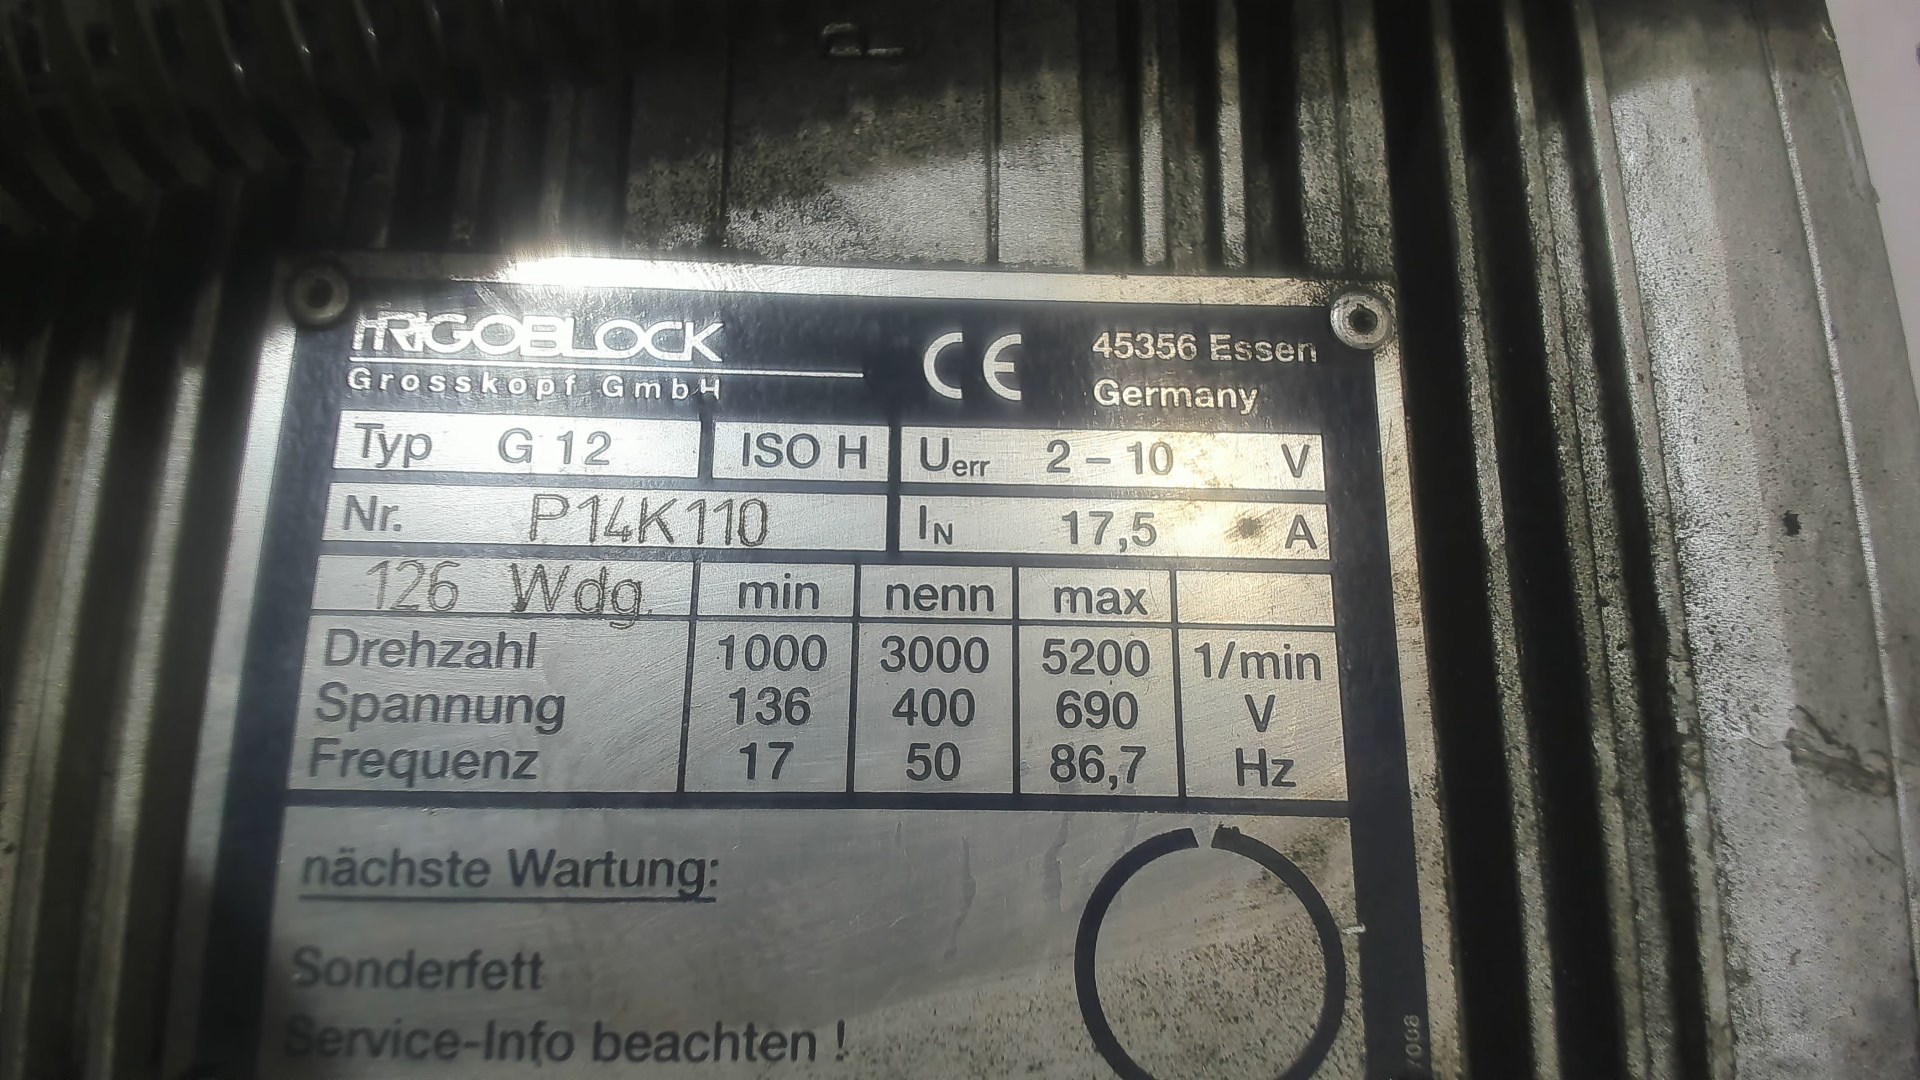 FRIGOBLOCK
Grosskopf GmbH
CE
45356 Essen
Germany
Typ G 12 ISO H Uerr 2 – 10 V
Nr. P14K110 IN 17,5 A
126 Wdg. min nenn max
Drehzahl 1000 3000 5200 1/min
Spannung 136 400 690 V
Frequenz 17 50 86,7 Hz
nächste Wartung:
Sonderfett
Service-Info beachten !